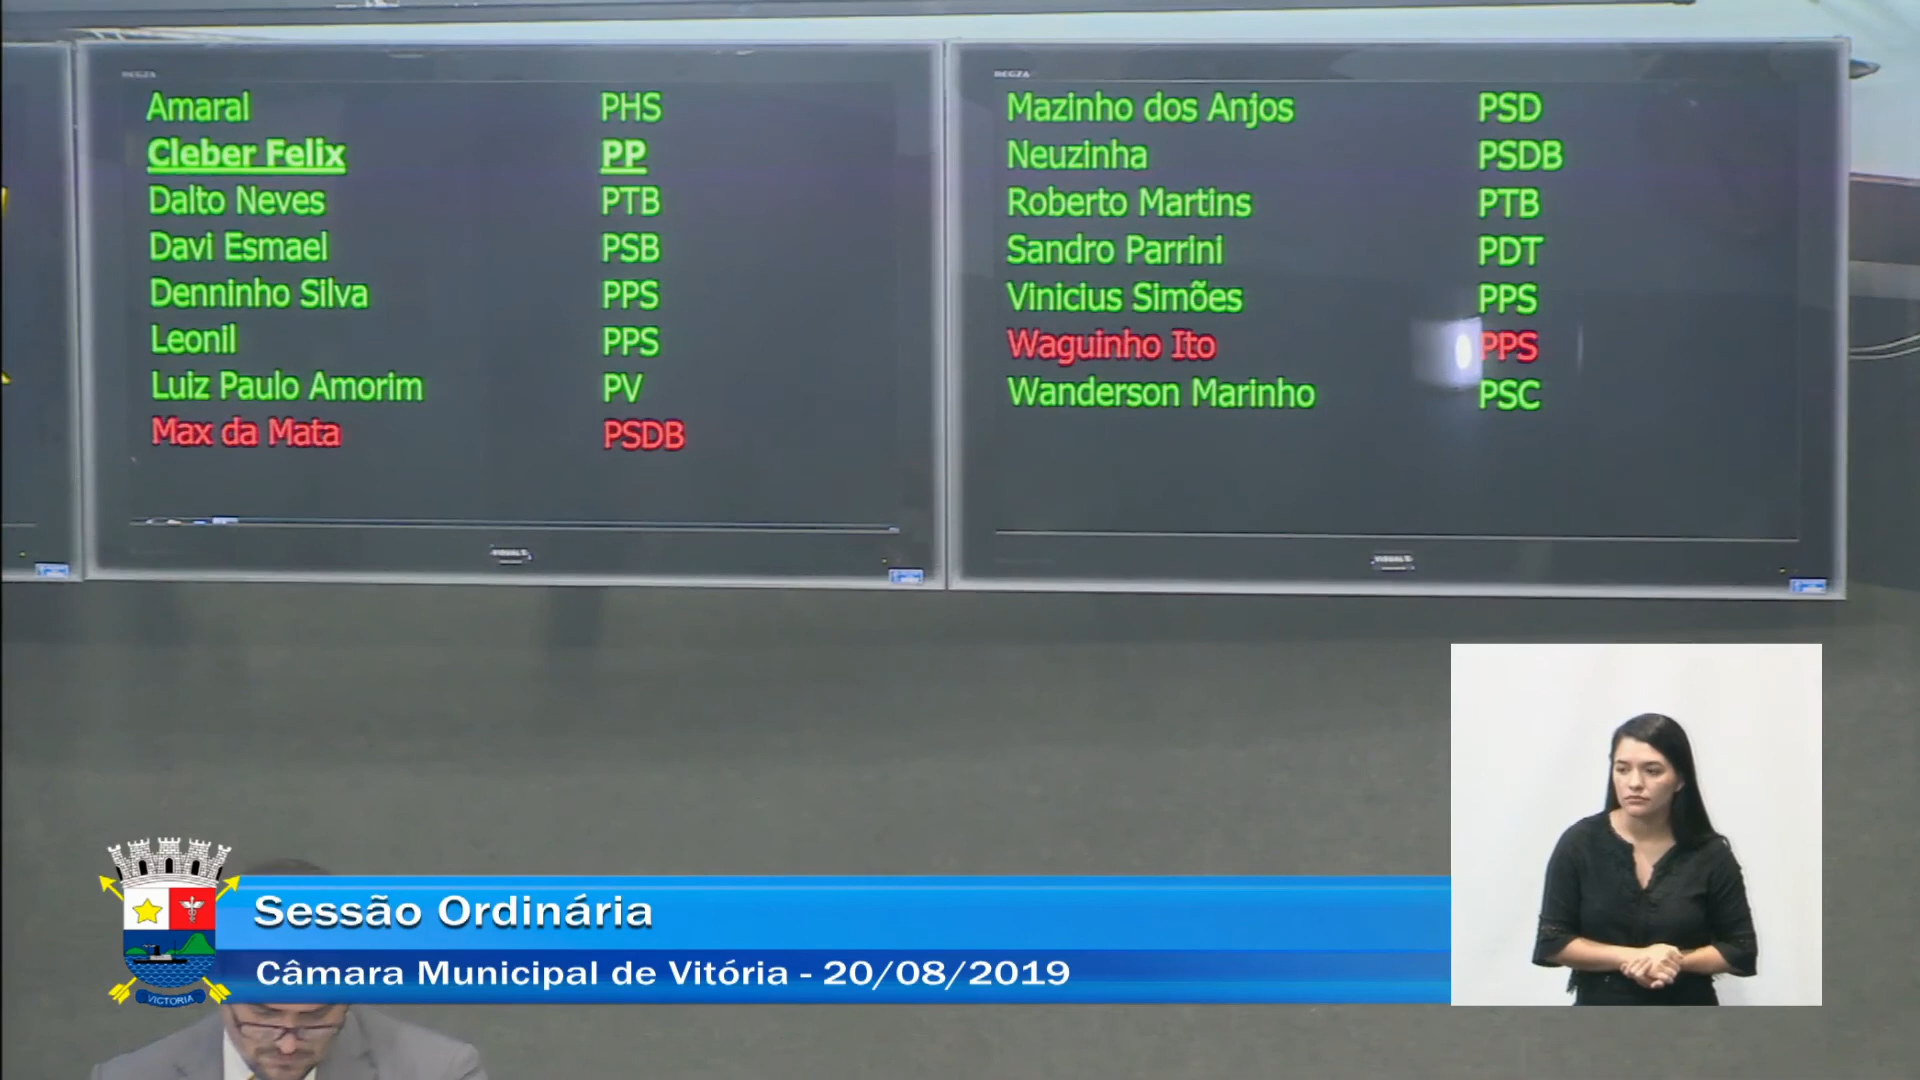 REGZA
Amaral PHS
Cleber Felix PP
Dalto Neves PTB
Davi Esmael PSB
Denninho Silva PPS
Leonil PPS
Luiz Paulo Amorim PV
Max da Mata PSDB
REGZA
Mazinho dos Anjos PSD
Neuzinha PSDB
Roberto Martins PTB
Sandro Parrini PDT
Vinicius Simões PPS
Waguinho Ito PPS
Wanderson Marinho PSC
Sessão Ordinária
Câmara Municipal de Vitória - 20/08/2019
VICTORIA